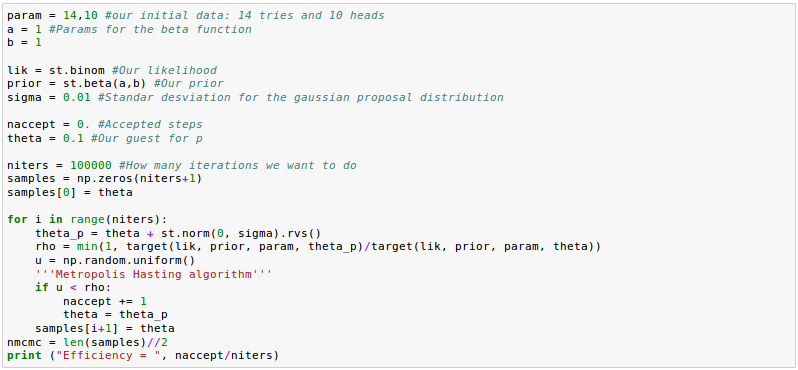 param = 14,10 #our initial data: 14 tries and 10 heads
a = 1 #Params for the beta function
b = 1

lik = st.binom #Our likelihood
prior = st.beta(a,b) #Our prior
sigma = 0.01 #Standar desviation for the gaussian proposal distribution

naccept = 0. #Accepted steps
theta = 0.1 #Our guest for p

niters = 100000 #How many iterations we want to do
samples = np.zeros(niters+1)
samples[0] = theta

for i in range(niters):
    theta_p = theta + st.norm(0, sigma).rvs()
    rho = min(1, target(lik, prior, param, theta_p)/target(lik, prior, param, theta))
    u = np.random.uniform()
    '''Metropolis Hasting algorithm'''
    if u < rho:
        naccept += 1
        theta = theta_p
    samples[i+1] = theta
nmcmc = len(samples)//2
print ("Efficiency = ", naccept/niters)